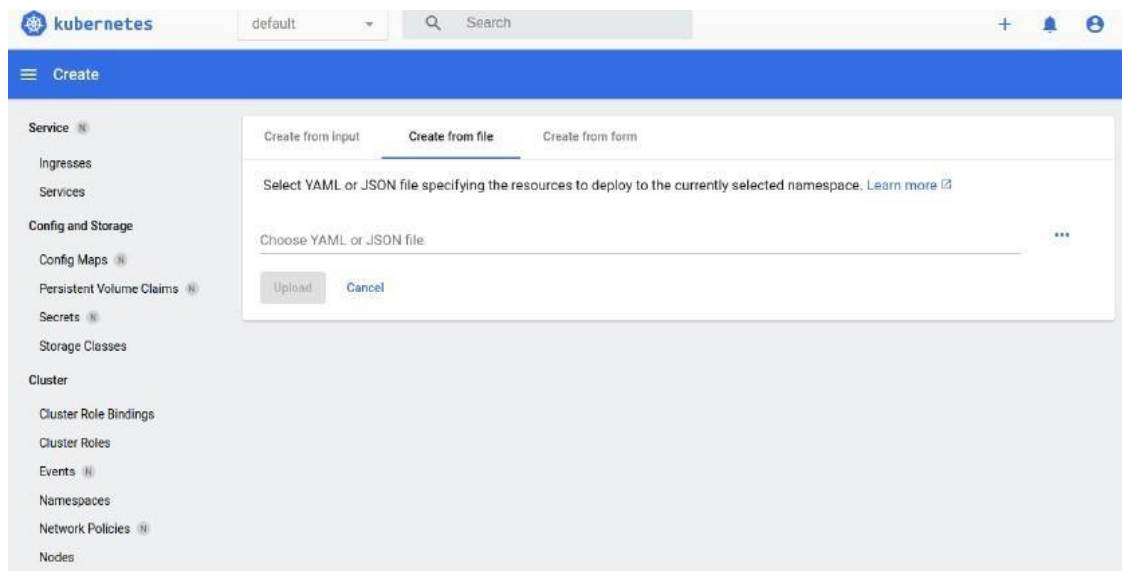 kubernetes
default
Search
Create
Service N
Ingresses
Services
Config and Storage
Config Maps N
Persistent Volume Claims N
Secrets N
Storage Classes
Cluster
Cluster Role Bindings
Cluster Roles
Events N
Namespaces
Network Policies N
Nodes
Create from input
Create from file
Create from form
Select YAML or JSON file specifying the resources to deploy to the currently selected namespace. Learn more
Choose YAML or JSON file
Upload
Cancel